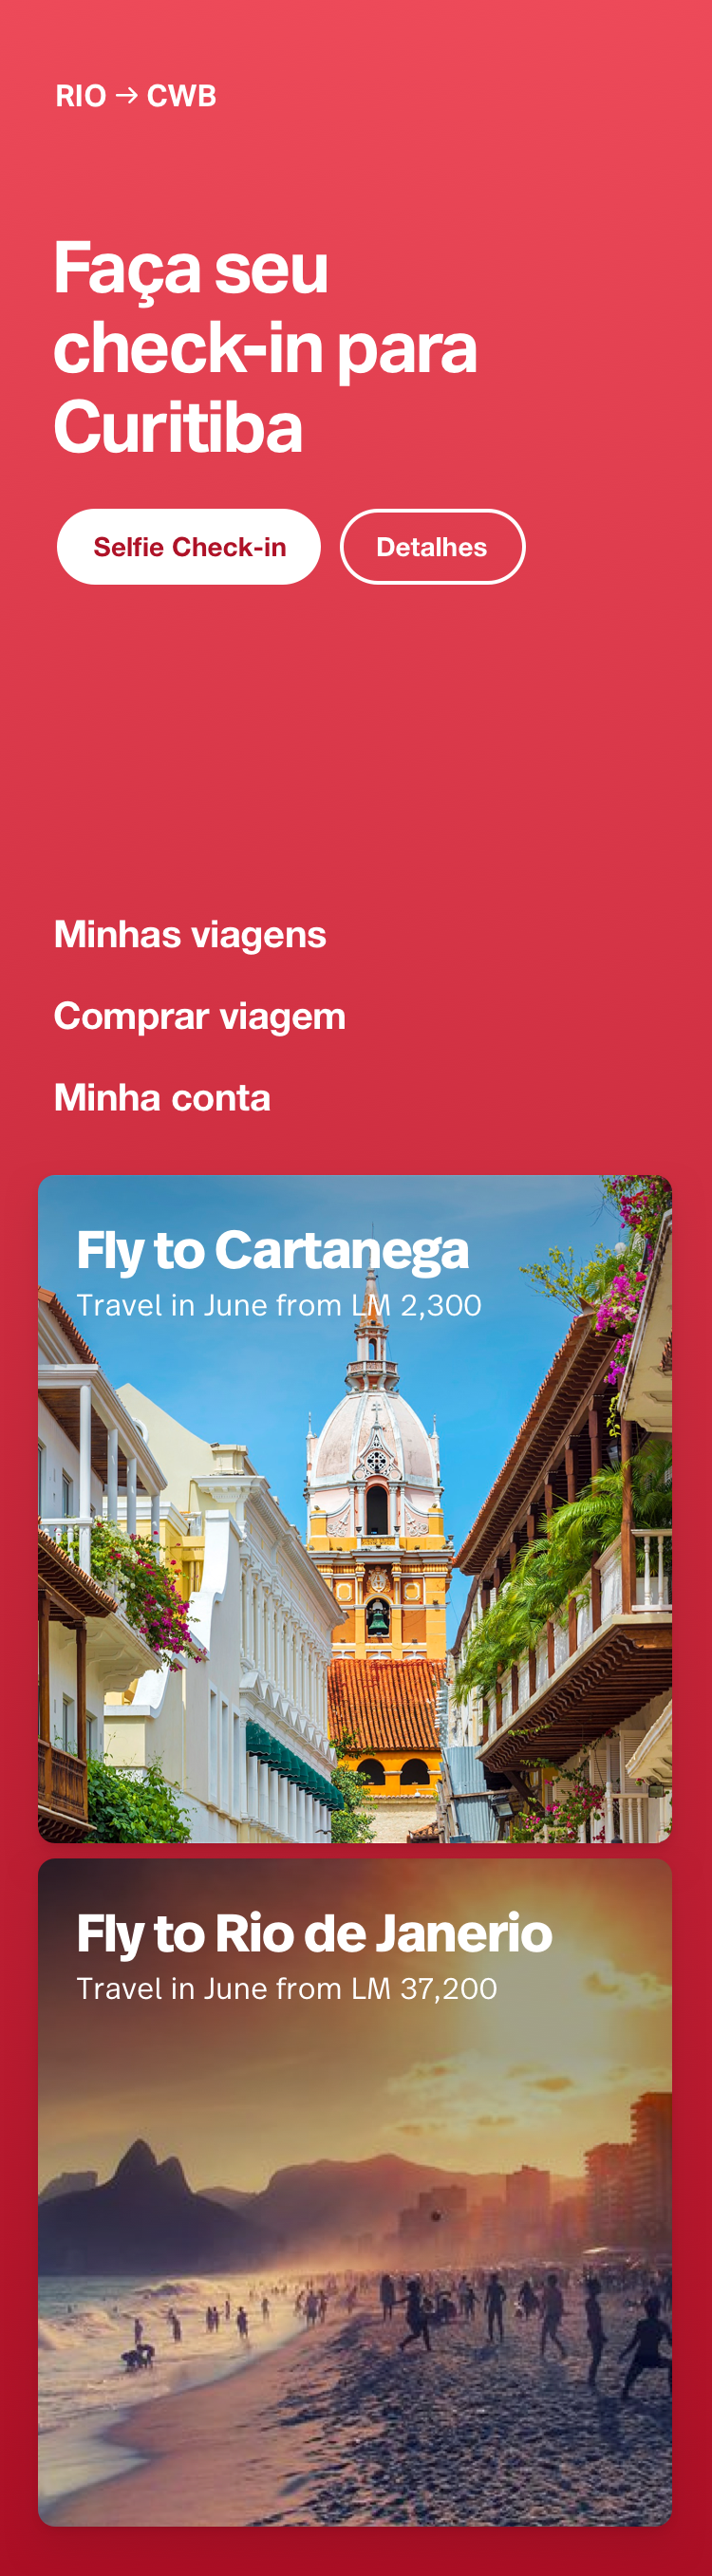 RIO → CWB
Faça seu
check-in para
Curitiba
Selfie Check-in
Detalhes
Minhas viagens
Comprar viagem
Minha conta
Fly to Cartanega
Travel in June from LM 2,300
Fly to Rio de Janerio
Travel in June from LM 37,200